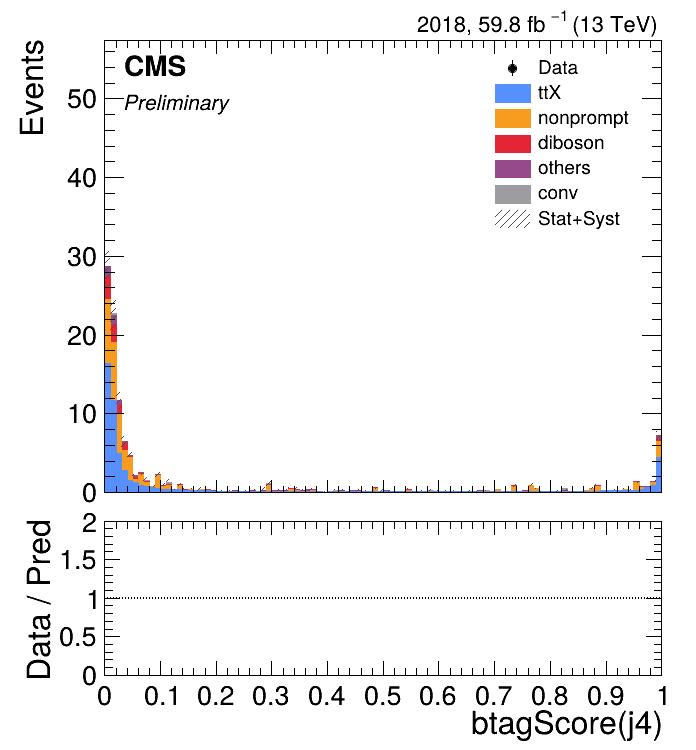 2018, 59.8 fb⁻¹ (13 TeV)
CMS
Preliminary
Events
50
40
30
20
10
0
Data
ttX
nonprompt
diboson
others
conv
Stat+Syst
Data / Pred
2
1.5
1
0.5
0
0 0.1 0.2 0.3 0.4 0.5 0.6 0.7 0.8 0.9 1
btagScore(j4)